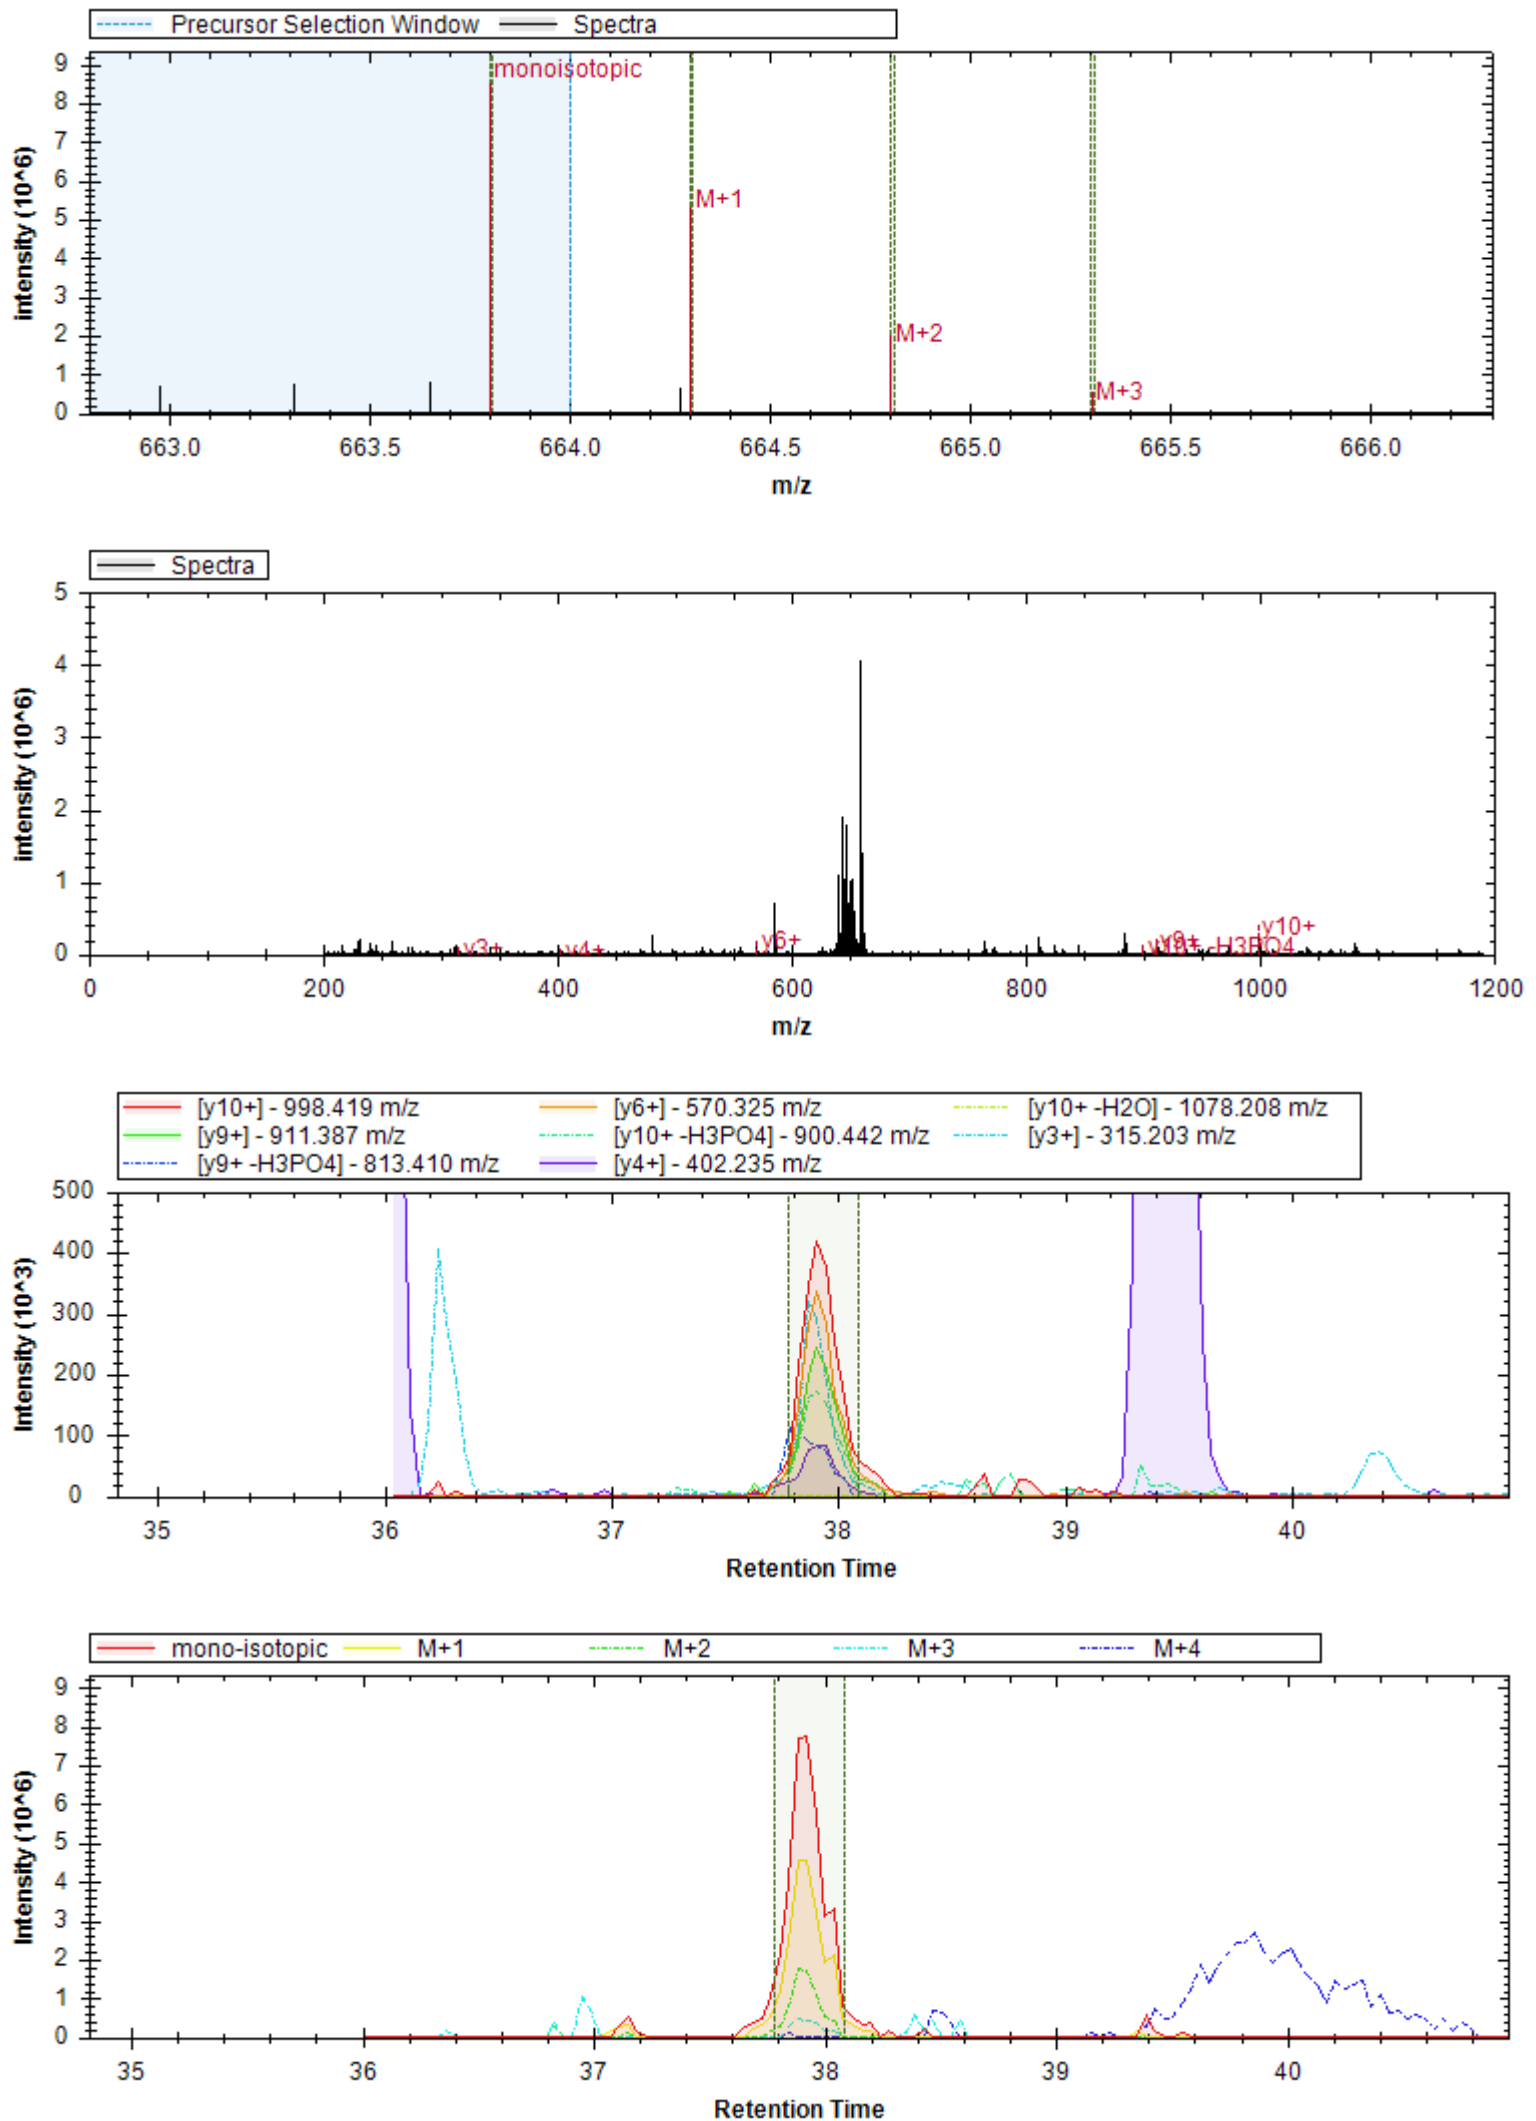 Precursor Selection Window Spectra
9
8
7
6
5
4
3
2
1
0
intensity (10^6)
monoisotopic
M+1
M+2
M+3
663.0 663.5 664.0 664.5 665.0 665.5 666.0
m/z
Spectra
5
4
3
2
1
0
intensity (10^6)
y3+ y4+ y6+ y9+ y10+ -H3PO4 y10+
0 200 400 600 800 1000 1200
m/z
[y10+] - 998.419 m/z [y6+] - 570.325 m/z [y10+ -H2O] - 1078.208 m/z
[y9+] - 911.387 m/z [y10+ -H3PO4] - 900.442 m/z [y3+] - 315.203 m/z
[y9+ -H3PO4] - 813.410 m/z [y4+] - 402.235 m/z
500
400
300
200
100
0
Intensity (10^3)
35 36 37 38 39 40
Retention Time
mono-isotopic M+1 M+2 M+3 M+4
9
8
7
6
5
4
3
2
1
0
Intensity (10^6)
35 36 37 38 39 40
Retention Time